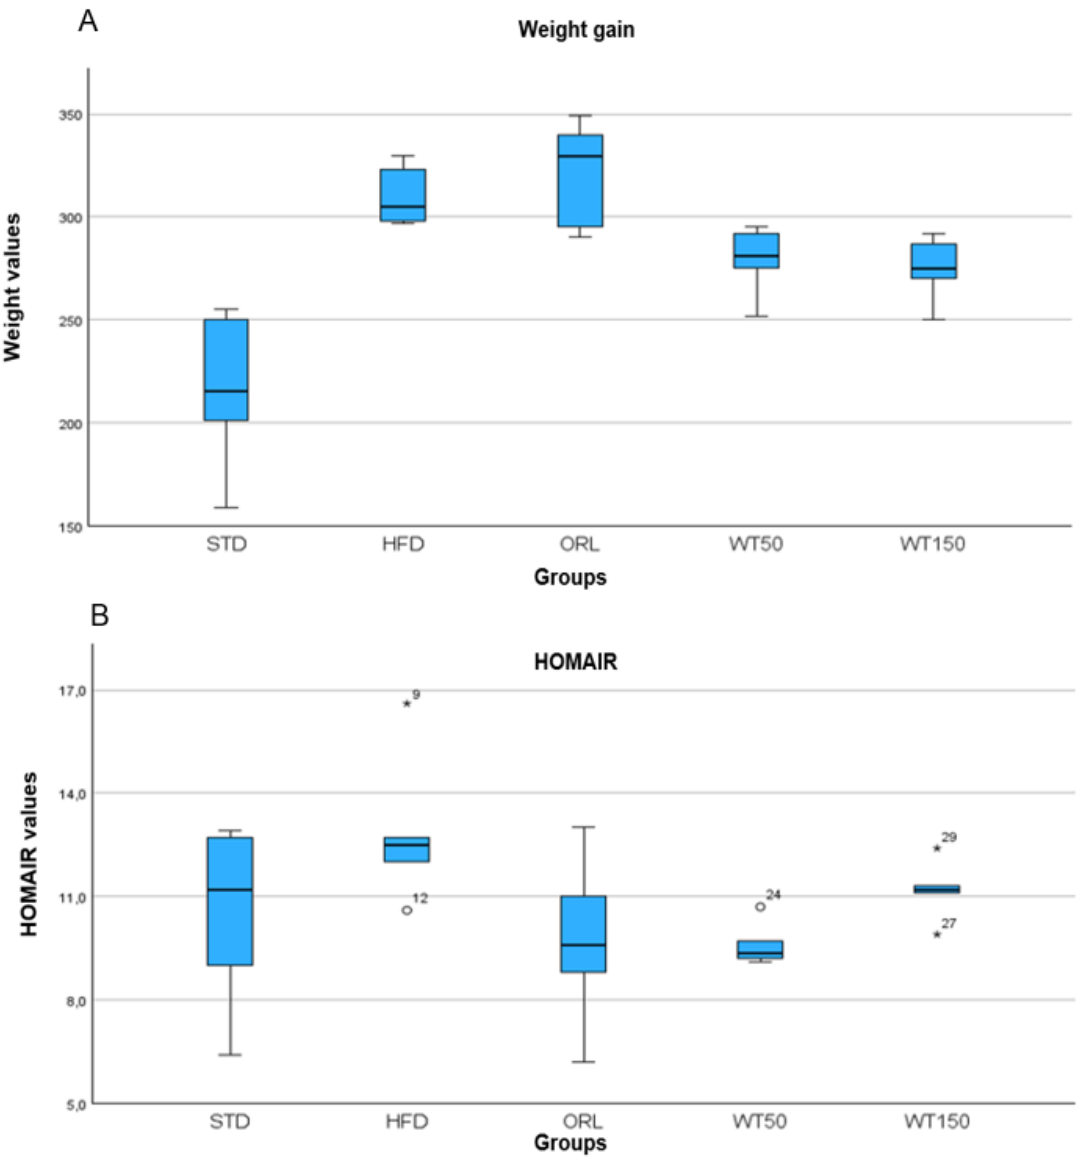 A
Weight gain
Weight values
350
300
250
200
150
STD HFD ORL WT50 WT150
Groups
B
HOMAIR
HOMAIR values
17,0
14,0
11,0
8,0
5,0
9
12
24
29
27
STD HFD ORL WT50 WT150
Groups